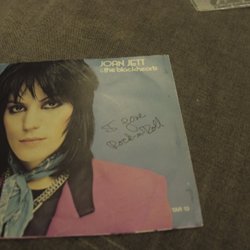 JOAN JETT
& the blackhearts
I Love
Rock n Roll